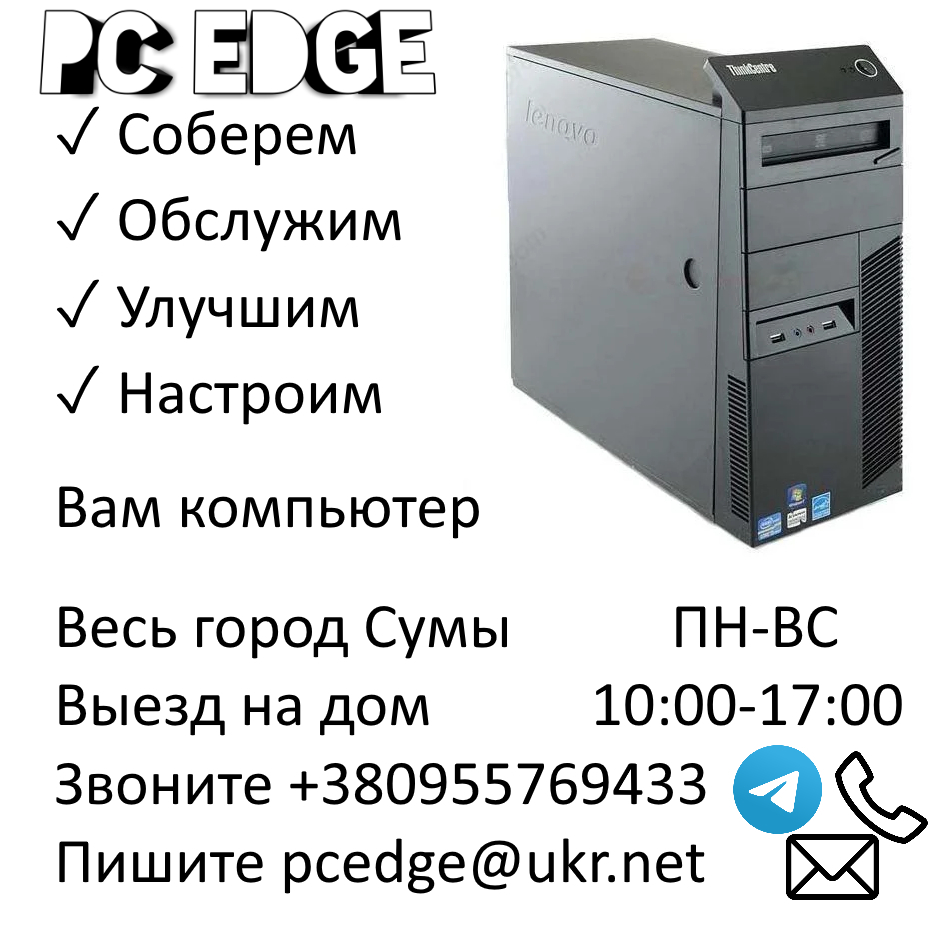 PC EDGE
✓ Соберем
✓ Обслужим
✓ Улучшим
✓ Настроим
Вам компьютер
Весь город Сумы ПН-ВС
Выезд на дом 10:00-17:00
Звоните +380955769433
Пишите pcedge@ukr.net
ThinkCentre
lenovo